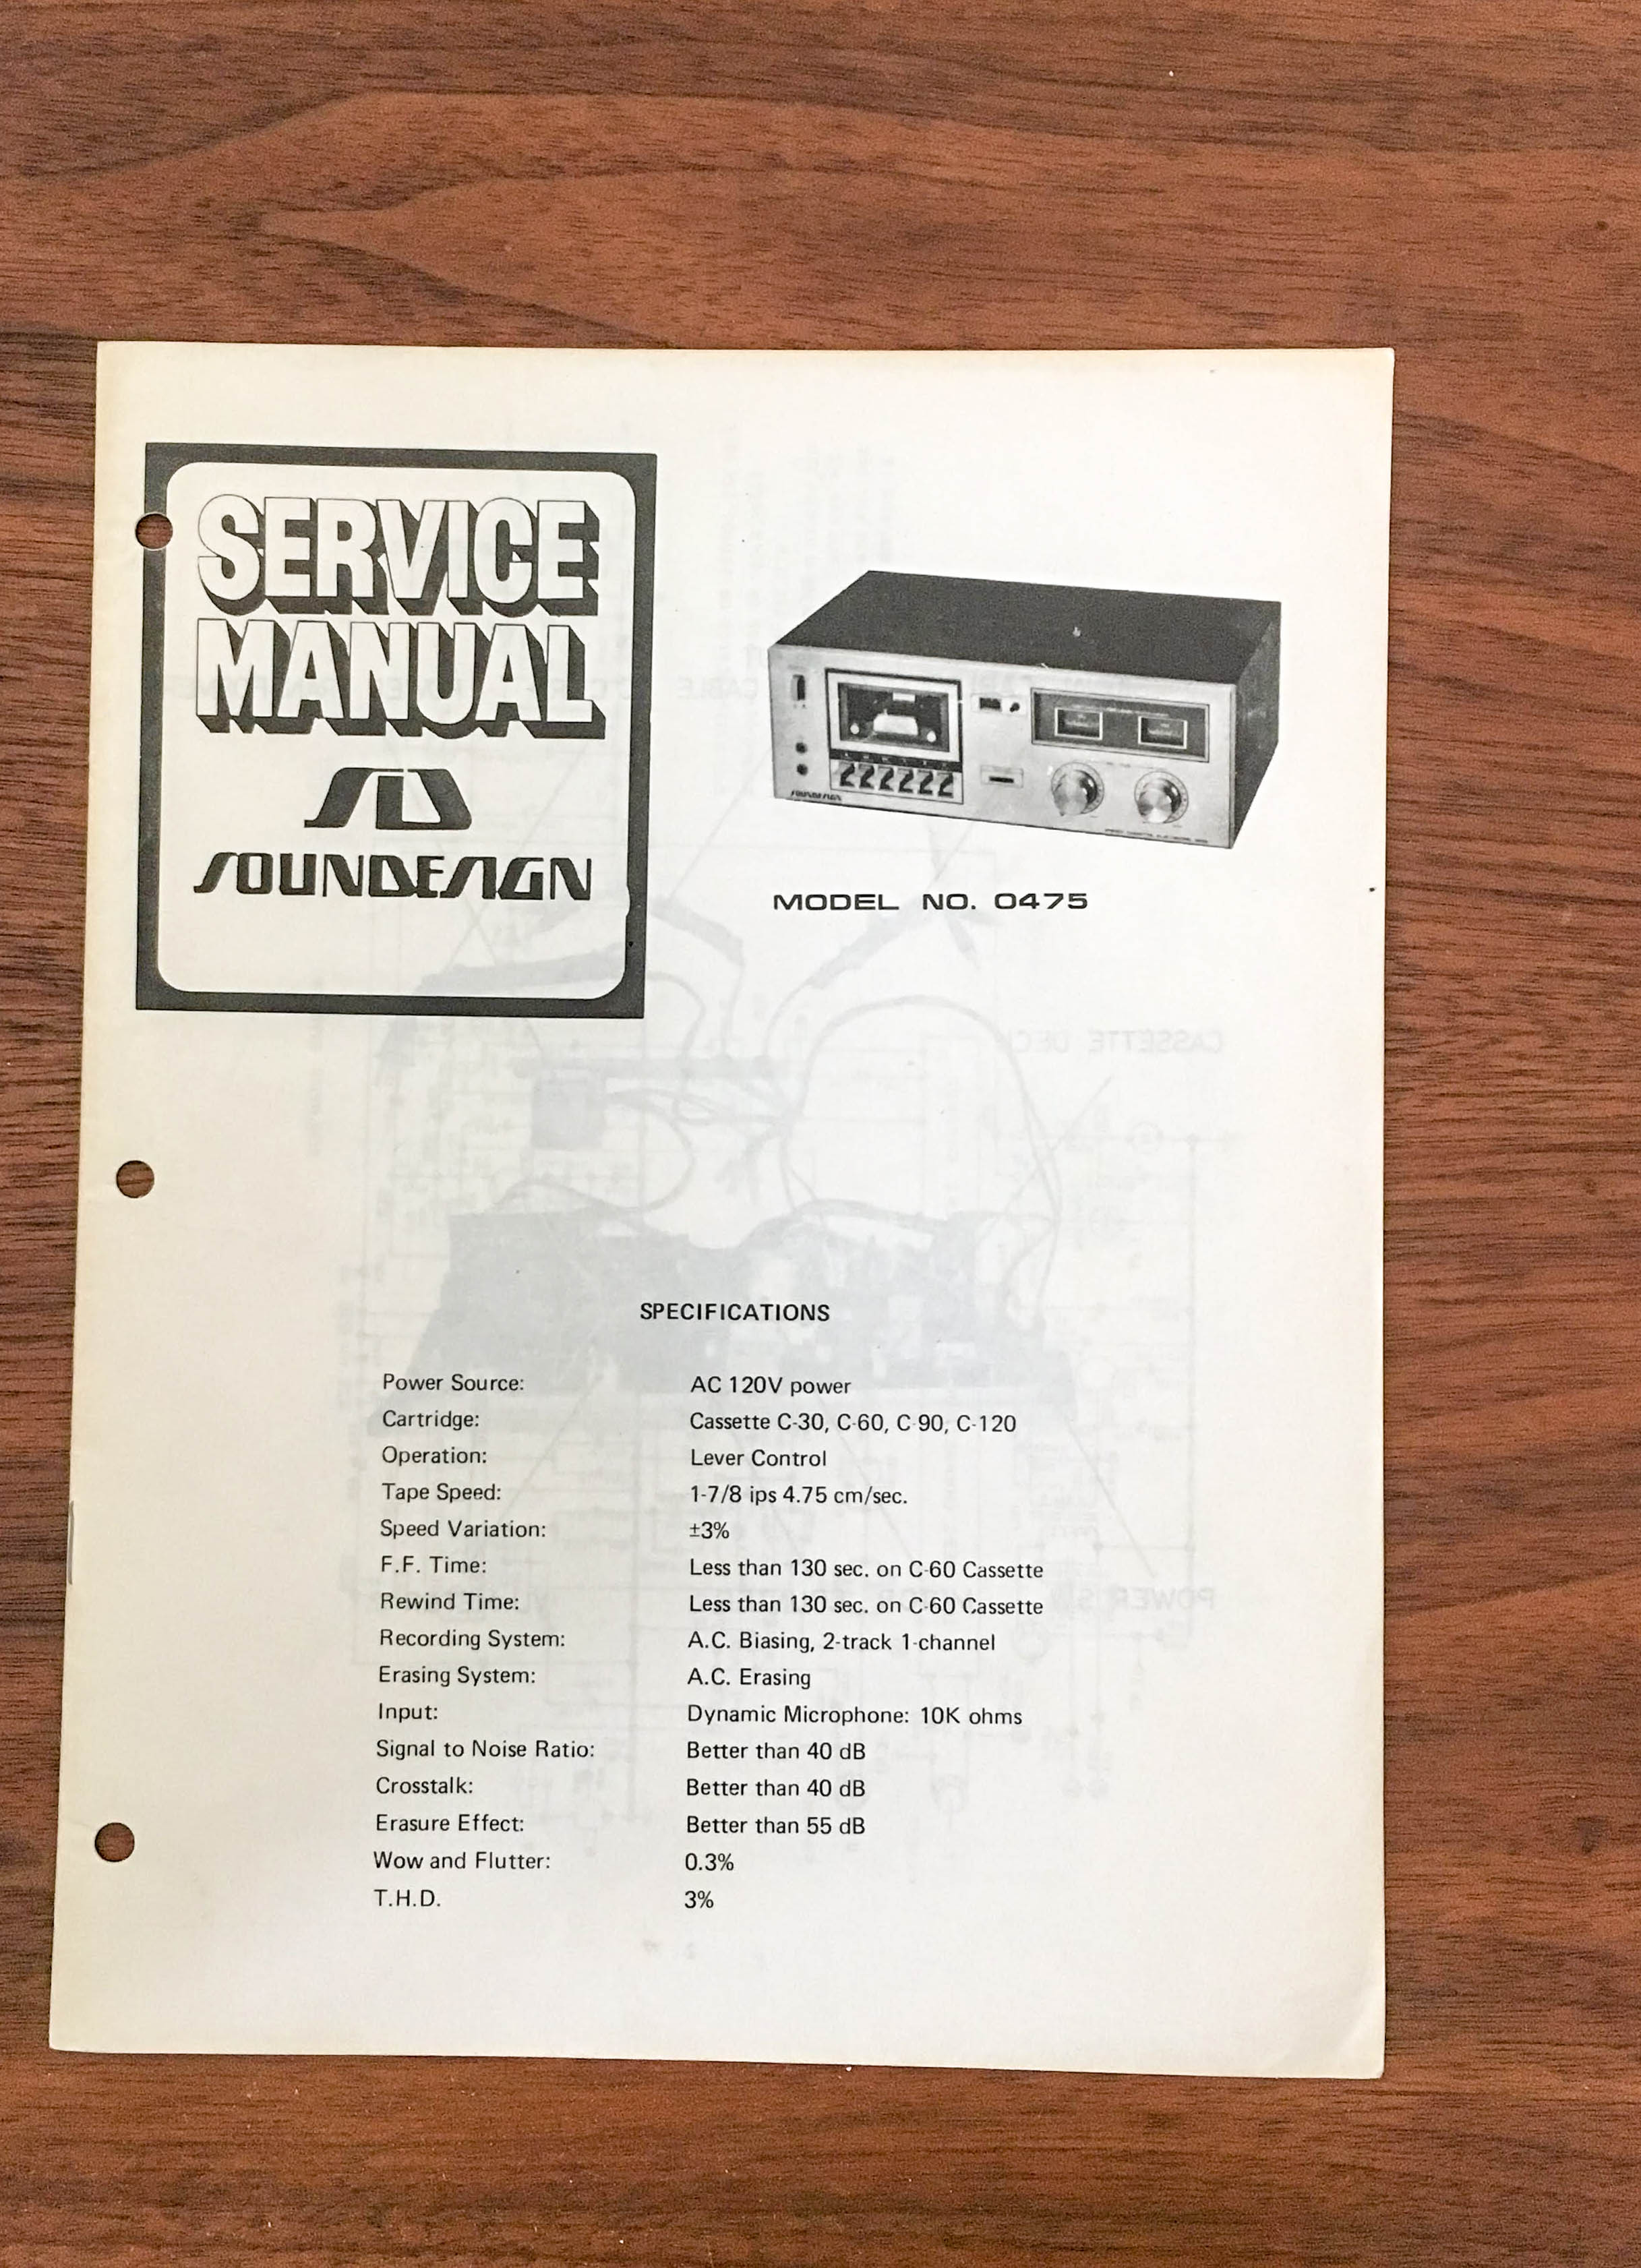 SERVICE
MANUAL
SD
SOUNDESIGN
SOUNDESIGN
MODEL NO. 0475
SPECIFICATIONS
Power Source: AC 120V power
Cartridge: Cassette C-30, C-60, C-90, C-120
Operation: Lever Control
Tape Speed: 1-7/8 ips 4.75 cm/sec.
Speed Variation: ±3%
F.F. Time: Less than 130 sec. on C-60 Cassette
Rewind Time: Less than 130 sec. on C-60 Cassette
Recording System: A.C. Biasing, 2-track 1-channel
Erasing System: A.C. Erasing
Input: Dynamic Microphone: 10K ohms
Signal to Noise Ratio: Better than 40 dB
Crosstalk: Better than 40 dB
Erasure Effect: Better than 55 dB
Wow and Flutter: 0.3%
T.H.D. 3%